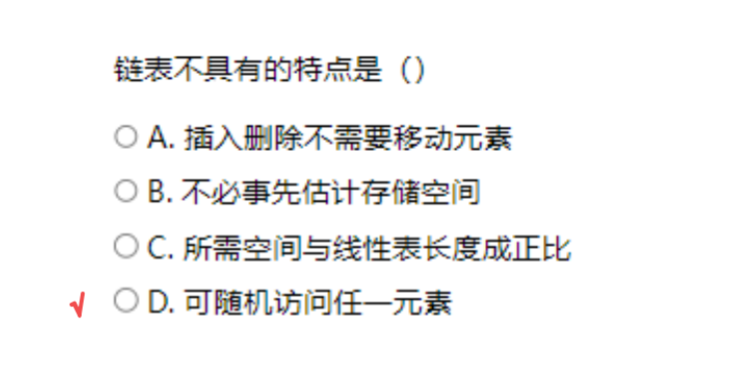 链表不具有的特点是（）
A. 插入删除不需要移动元素
B. 不必事先估计存储空间
C. 所需空间与线性表长度成正比
√ D. 可随机访问任一元素